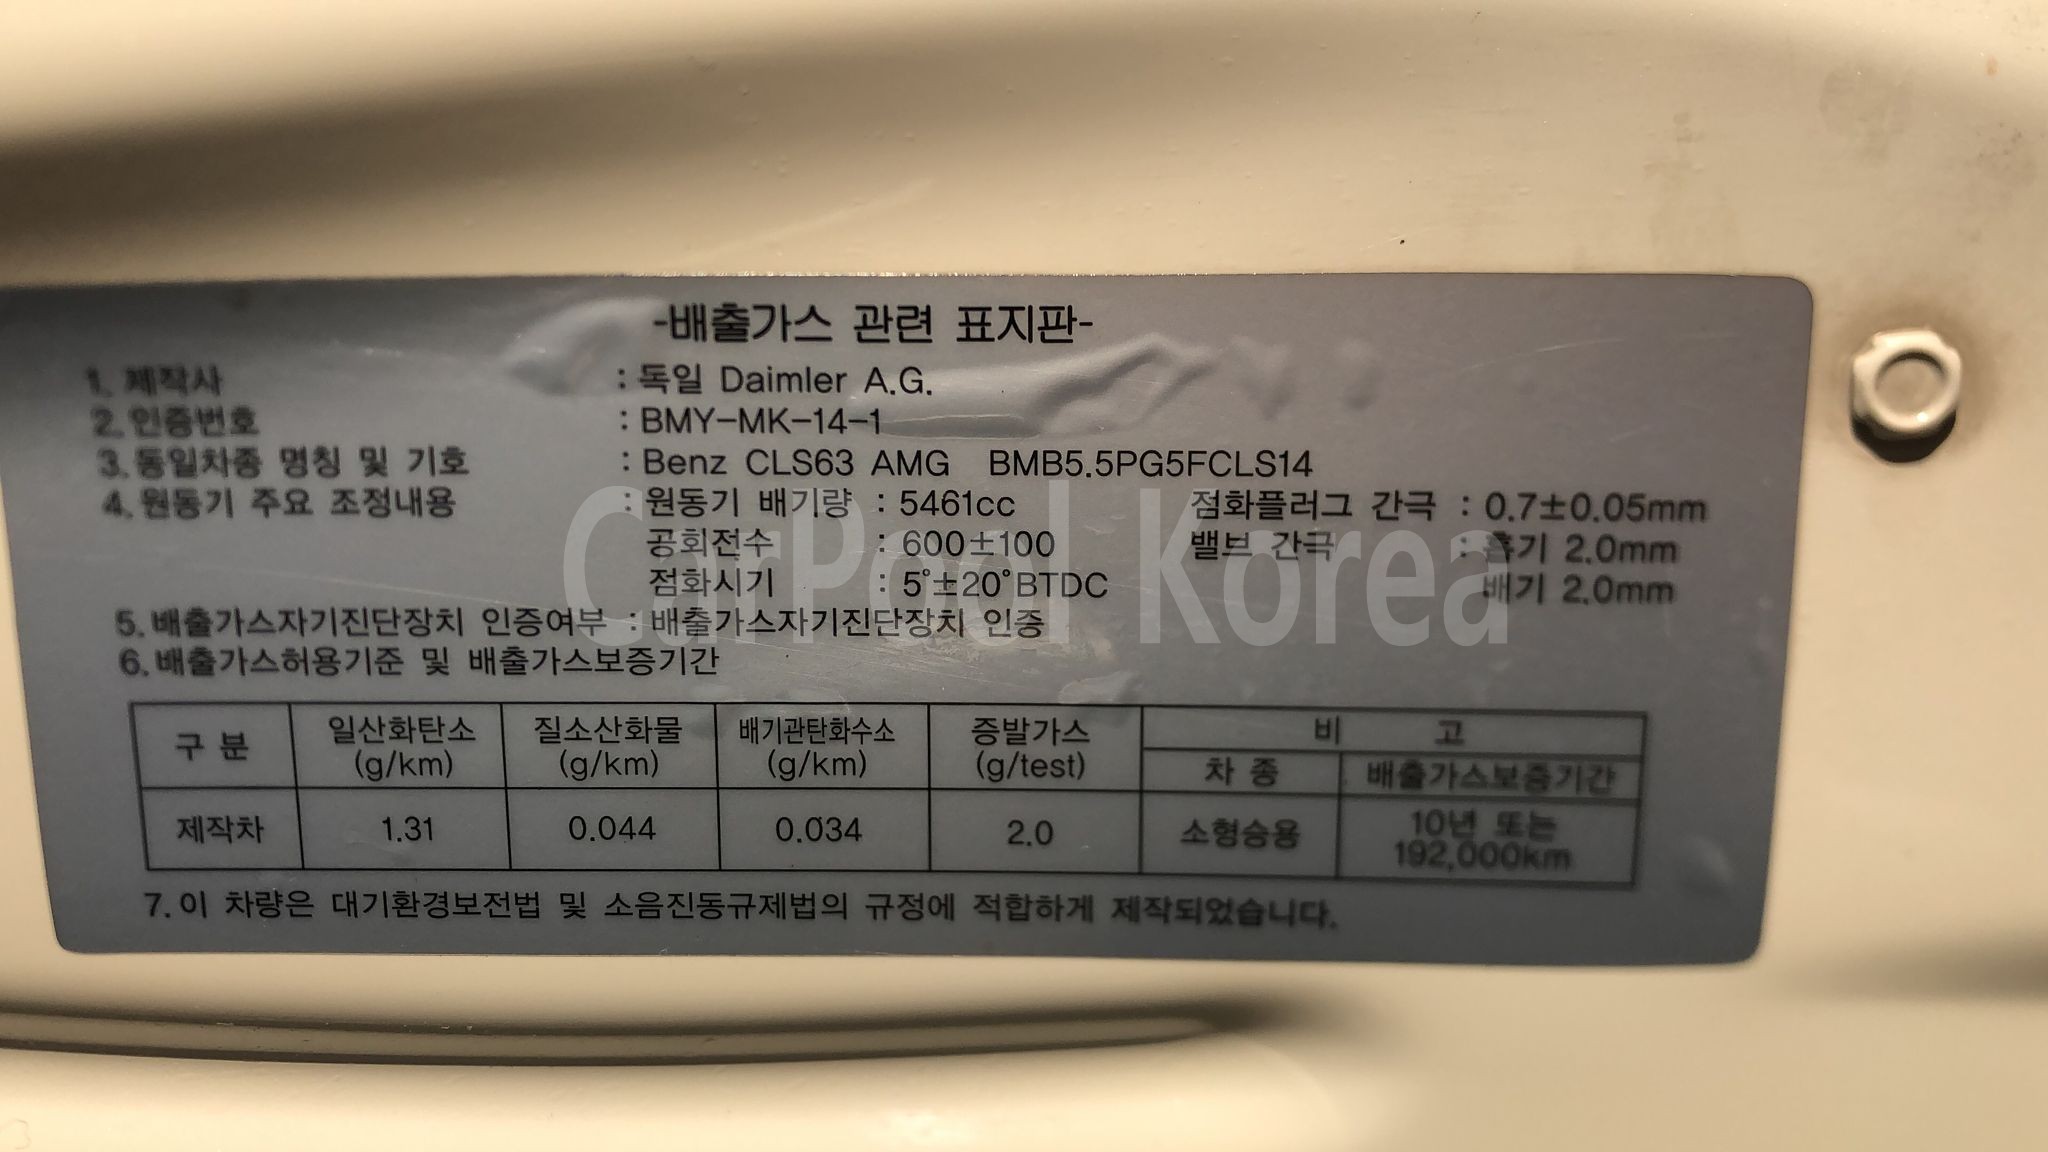 -배출가스 관련 표지판-
1. 제작사 : 독일 Daimler A.G.
2. 인증번호 : BMY-MK-14-1
3. 동일차종 명칭 및 기호 : Benz CLS63 AMG BMB5.5PG5FCLS14
4. 원동기 주요 조정내용 : 원동기 배기량 : 5461cc 점화플러그 간극 : 0.7±0.05mm
공회전수 : 600±100 밸브 간극 : 흡기 2.0mm
점화시기 : 5°±20°BTDC 배기 2.0mm
5. 배출가스자기진단장치 인증여부 : 배출가스자기진단장치 인증
6. 배출가스허용기준 및 배출가스보증기간
구 분 일산화탄소 (g/km) 질소산화물 (g/km) 배기관탄화수소 (g/km) 증발가스 (g/test) 비 고
차 종 배출가스보증기간
제작차 1.31 0.044 0.034 2.0 소형승용 10년 또는 192,000km
7. 이 차량은 대기환경보전법 및 소음진동규제법의 규정에 적합하게 제작되었습니다.
CarPool Korea